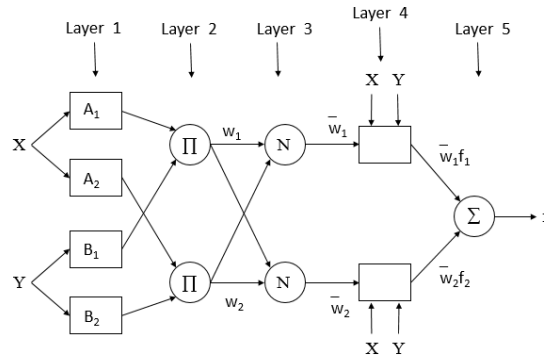 Layer 1 Layer 2 Layer 3 Layer 4 Layer 5
X Y
A₁
w₁ w̅₁
X ∏ N
w̅₁f₁
A₂
Σ
B₁
w̅₂f₂
Y ∏ N
w₂ w̅₂
B₂
X Y